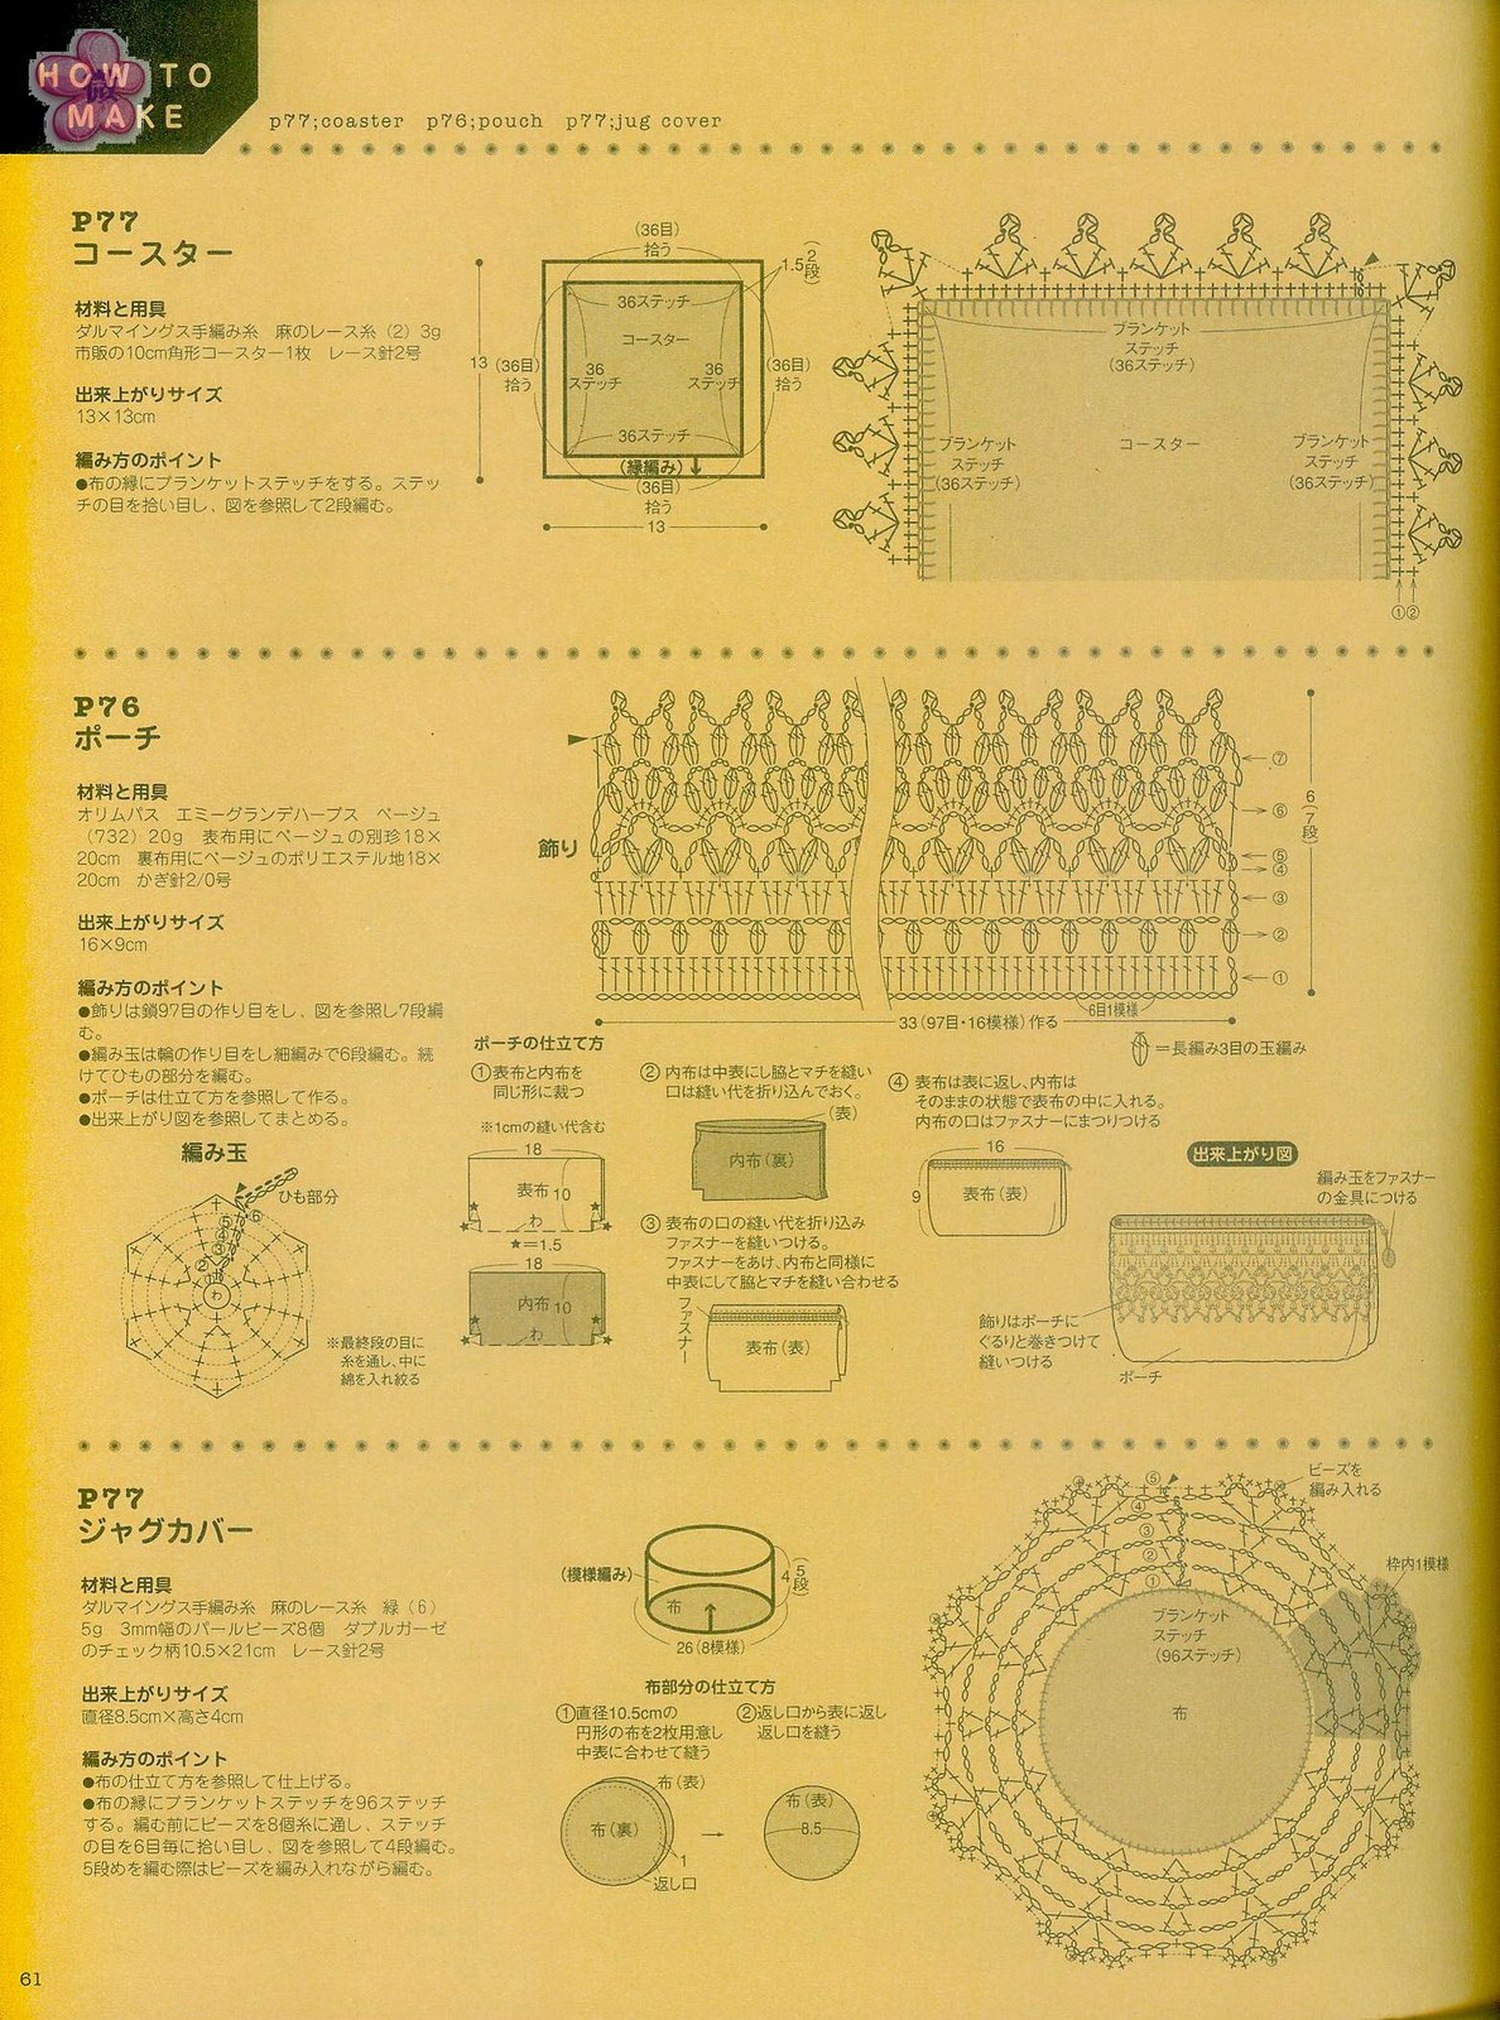 HOW TO
MAKE
p77;coaster p76;pouch p77;jug cover
P77
コースター
材料と用具
ダルマイングス手編み糸 麻のレース糸(2)3g
市販の10cm角形コースター1枚 レース針2号
出来上がりサイズ
13×13cm
編み方のポイント
●布の縁にブランケットステッチをする。ステッ
チの目を拾い目し、図を参照して2段編む。
(36目)
拾う
1.5(2段)
36ステッチ
コースター
13
(36目)
拾う
36
ステッチ
36
ステッチ
(36目)
拾う
36ステッチ
(縁編み)
(36目)
拾う
13
ブランケット
ステッチ
(36ステッチ)
ブランケット
ステッチ
(36ステッチ)
コースター
ブランケット
ステッチ
(36ステッチ)
①②
P76
ポーチ
材料と用具
オリムパス エミーグランデハーブス ベージュ
(732)20g 表布用にベージュの別珍18×
20cm 裏布用にベージュのポリエステル地18×
20cm かぎ針2/0号
出来上がりサイズ
16×9cm
編み方のポイント
●飾りは鎖97目の作り目をし、図を参照し7段編
む。
●編み玉は輪の作り目をし細編みで6段編む。続
けてひもの部分を編む。
●ポーチは仕立て方を参照して作る。
●出来上がり図を参照してまとめる。
飾り
⑦
⑥
⑤
④
③
②
①
6(7段)
6目1模様
33(97目・16模様)作る
=長編み3目の玉編み
編み玉
ひも部分
⑥
⑤
④
③
②
①
わ
※最終段の目に
糸を通し、中に
綿を入れ絞る
ポーチの仕立て方
①表布と内布を
同じ形に裁つ
※1cmの縫い代含む
18
表布 10
わ
★=1.5
18
内布 10
わ
②内布は中表にし脇とマチを縫い
口は縫い代を折り込んでおく。
(表)
内布(裏)
③表布の口の縫い代を折り込み
ファスナーを縫いつける。
ファスナーをあけ、内布と同様に
中表にして脇とマチを縫い合わせる
ファスナー
表布(表)
④表布は表に返し、内布は
そのままの状態で表布の中に入れる。
内布の口はファスナーにまつりつける
16
9
表布(表)
出来上がり図
編み玉をファスナー
の金具につける
飾りはポーチに
ぐるりと巻きつけて
縫いつける
ポーチ
P77
ジャグカバー
材料と用具
ダルマイングス手編み糸 麻のレース糸 緑(6)
5g 3mm幅のパールビーズ8個 ダブルガーゼ
のチェック柄10.5×21cm レース針2号
出来上がりサイズ
直径8.5cm×高さ4cm
編み方のポイント
●布の仕立て方を参照して仕上げる。
●布の縁にブランケットステッチを96ステッチ
する。編む前にビーズを8個糸に通し、ステッチ
の目を6目毎に拾い目し、図を参照して4段編む。
5段めを編む際はビーズを編み入れながら編む。
(模様編み)
4(5段)
布
26(8模様)
布部分の仕立て方
①直径10.5cmの
円形の布を2枚用意し
中表に合わせて縫う
②返し口から表に返し
返し口を縫う
布(表)
布(裏)
1
返し口
布(表)
8.5
ビーズを
編み入れる
⑤
④
③
②
①
枠内1模様
ブランケット
ステッチ
(96ステッチ)
布
61